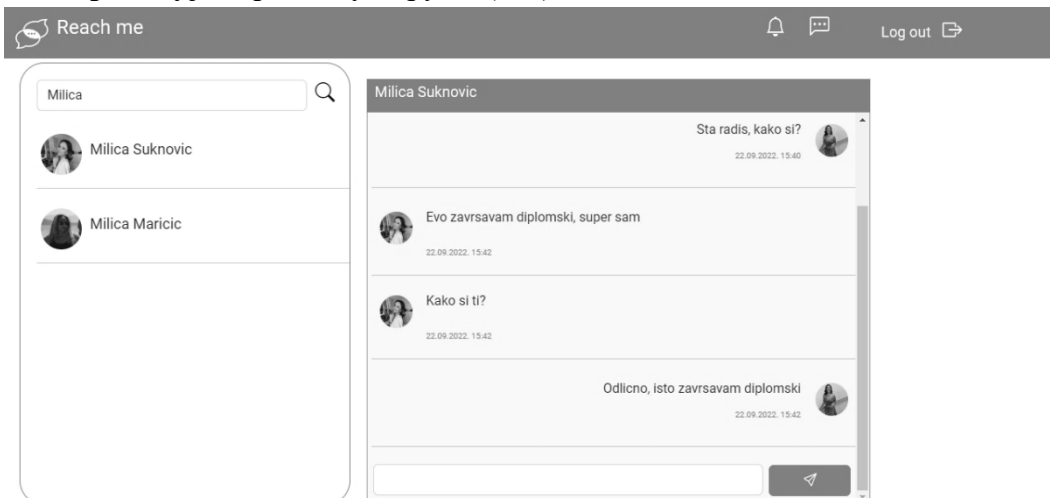 Reach me
Log out
Milica
Milica Suknovic
Milica Maricic
Milica Suknovic
Sta radis, kako si?
22.09.2022. 15:40
Evo zavrsavam diplomski, super sam
22.09.2022. 15:42
Kako si ti?
22.09.2022. 15:42
Odlicno, isto zavrsavam diplomski
22.09.2022. 15:42